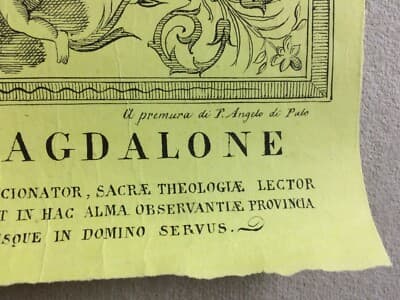 A premura di P. Angelo di Palo
AGDALONE
CIONATOR, SACRÆ THEOLOGIÆ LECTOR
T IN HAC ALMA OBSERVANTIÆ PROVINCIA
SQUE IN DOMINO SERVUS.